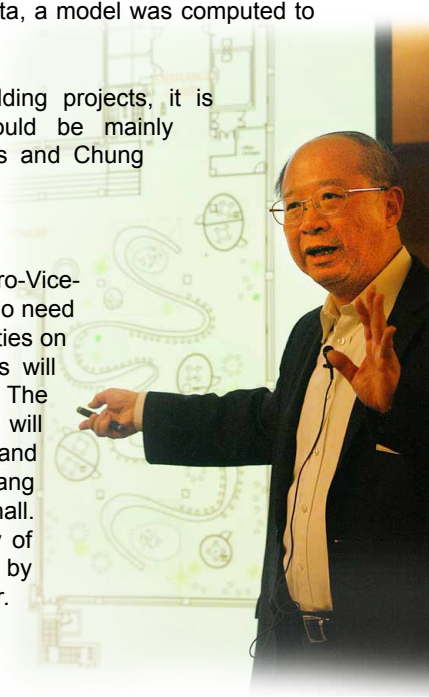 ta, a model was computed to
lding projects, it is
ould be mainly
s and Chung
ro-Vice-
o need
ties on
s will
The
will
and
ang
all.
of
by
r.